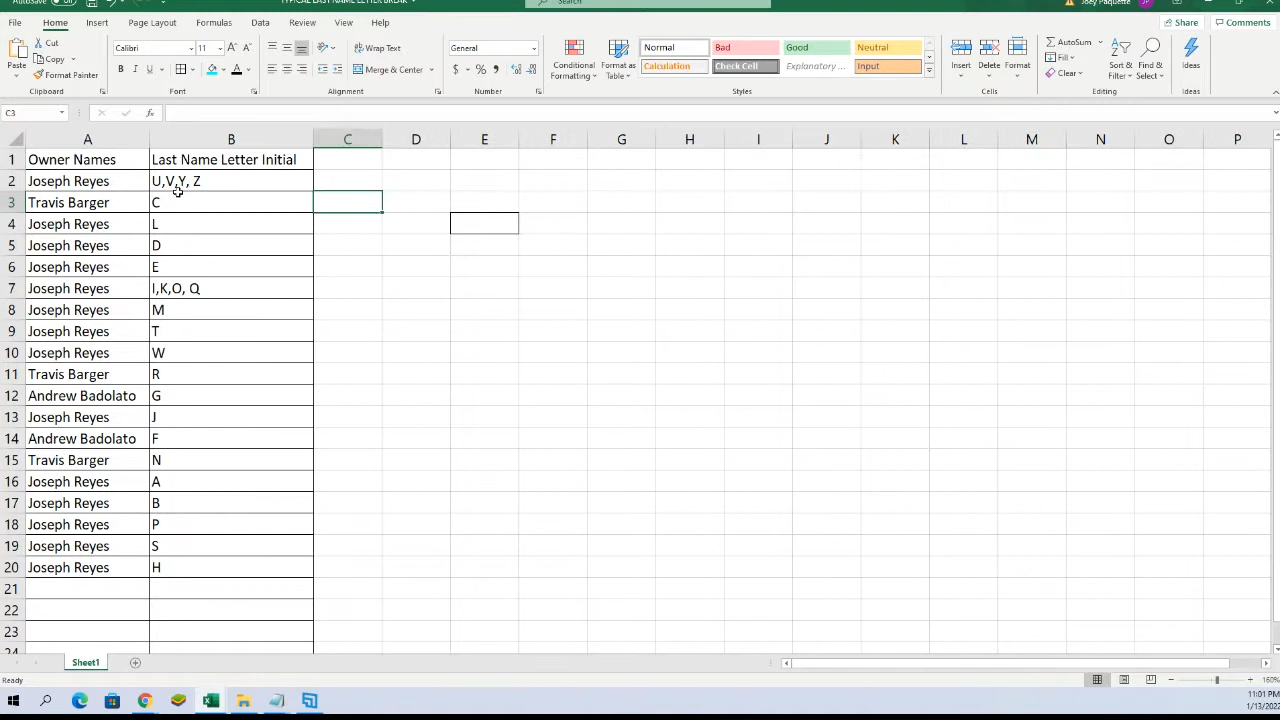 AutoSave Off TYPICAL LAST NAME LETTER BREAK Search Joey Paquette JP
File Home Insert Page Layout Formulas Data Review View Help Share Comments
Paste Cut Copy Format Painter Clipboard
Calibri 11 A A B I U A Font
Wrap Text Merge & Center Alignment
General $ % , Number
Conditional Formatting Format as Table
Normal Bad Good Neutral
Calculation Check Cell Explanatory ... Input
Styles
Insert Delete Format Cells
AutoSum Fill Clear Sort & Filter Find & Select Editing
Ideas Ideas
C3 fx
A B C D E F G H I J K L M N O P
1 Owner Names Last Name Letter Initial
2 Joseph Reyes U,V,Y, Z
3 Travis Barger C
4 Joseph Reyes L
5 Joseph Reyes D
6 Joseph Reyes E
7 Joseph Reyes I,K,O, Q
8 Joseph Reyes M
9 Joseph Reyes T
10 Joseph Reyes W
11 Travis Barger R
12 Andrew Badolato G
13 Joseph Reyes J
14 Andrew Badolato F
15 Travis Barger N
16 Joseph Reyes A
17 Joseph Reyes B
18 Joseph Reyes P
19 Joseph Reyes S
20 Joseph Reyes H
21
22
23
24
Sheet1
Ready 160%
11:01 PM
1/13/2022